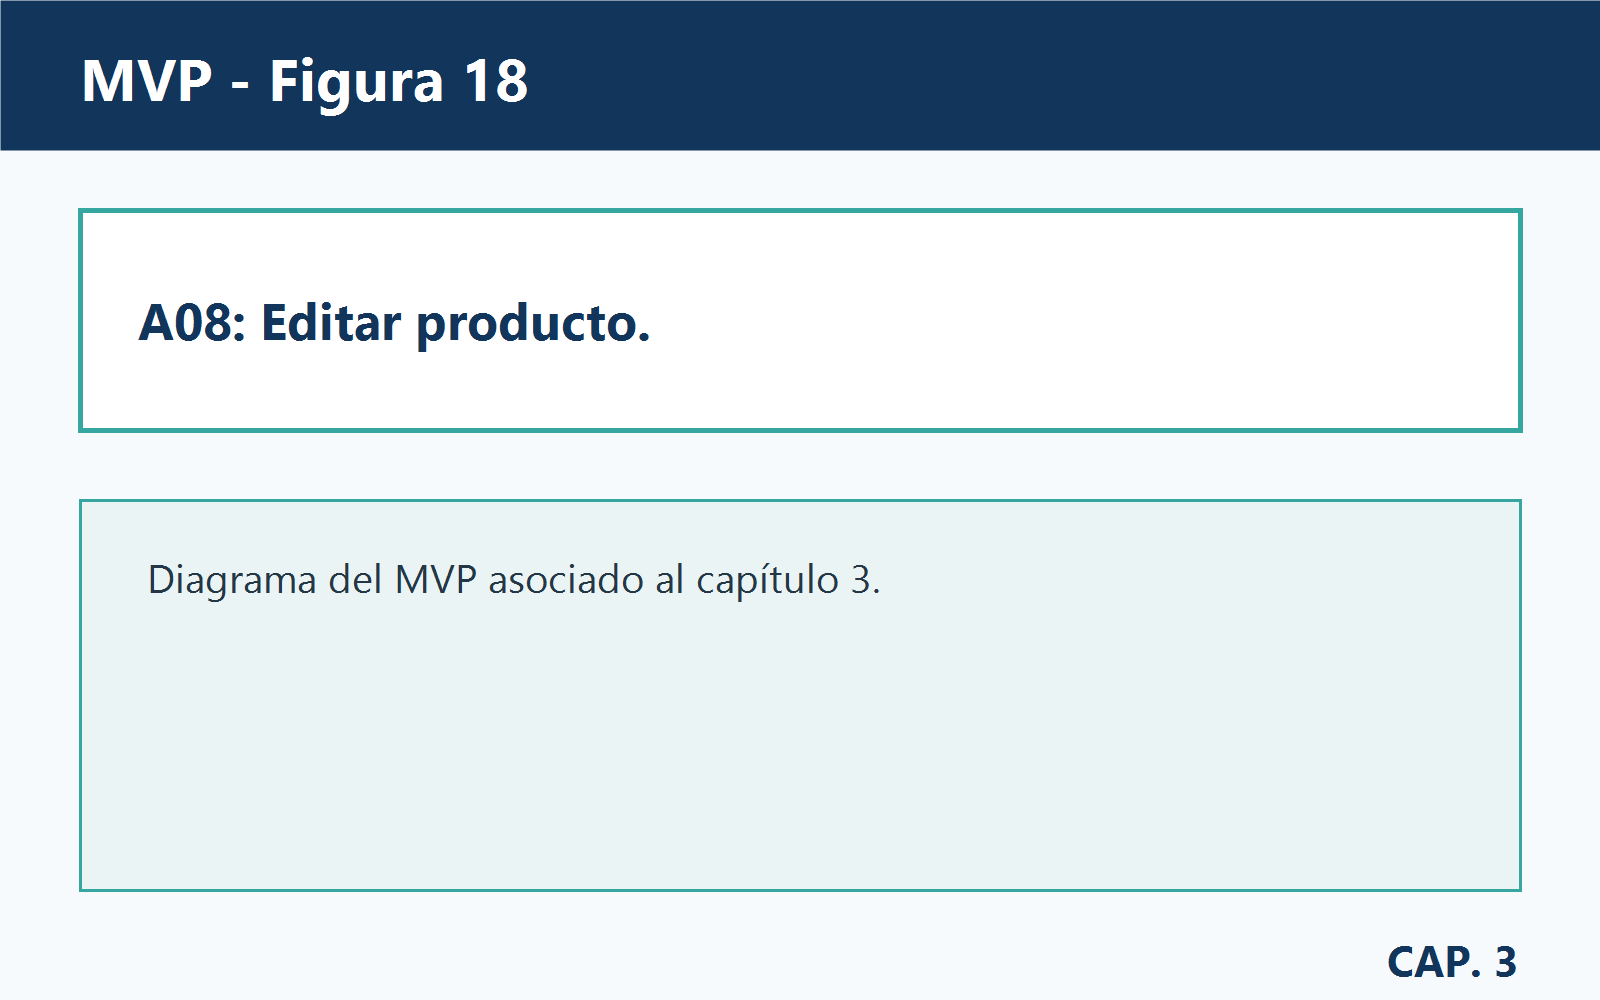 MVP - Figura 18
A08: Editar producto.
Diagrama del MVP asociado al capítulo 3.
CAP. 3